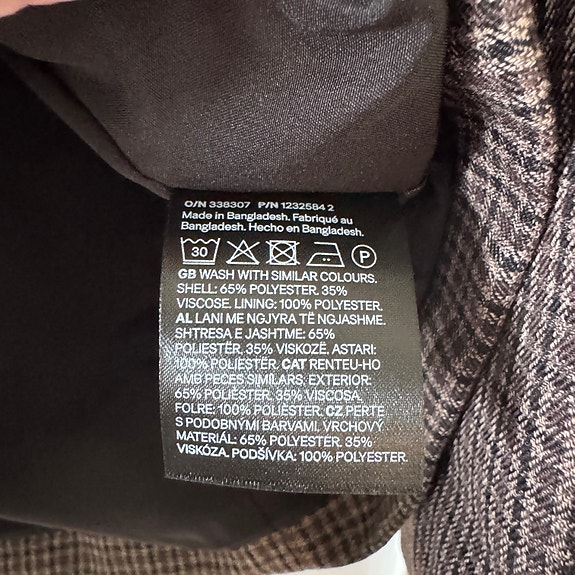 O/N 338307 P/N 1232584 2
Made in Bangladesh. Fabriqué au
Bangladesh. Hecho en Bangladesh.
30 P
GB WASH WITH SIMILAR COLOURS.
SHELL: 65% POLYESTER. 35%
VISCOSE. LINING: 100% POLYESTER.
AL LANI ME NGJYRA TË NGJASHME.
SHTRESA E JASHTME: 65%
POLIESTËR. 35% VISKOZË. ASTARI:
100% POLIESTËR. CAT RENTEU-HO
AMB PECES SIMILARS. EXTERIOR:
65% POLIÈSTER. 35% VISCOSA.
FOLRE: 100% POLIÈSTER. CZ PERTE
S PODOBNÝMI BARVAMI. VRCHOVÝ
MATERIÁL: 65% POLYESTER. 35%
VISKÓZA. PODŠÍVKA: 100% POLYESTER.